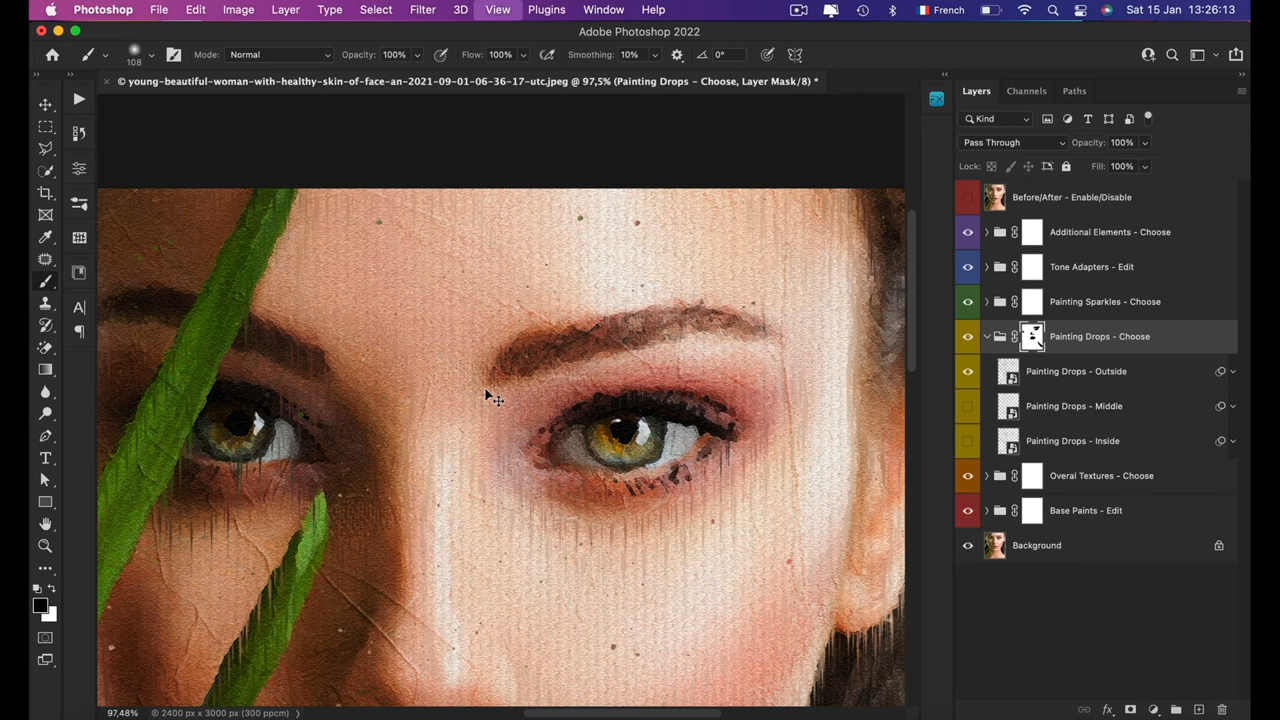 Photoshop File Edit Image Layer Type Select Filter 3D View Plugins Window Help French Sat 15 Jan 13:26:13
Adobe Photoshop 2022
108 Mode: Normal Opacity: 100% Flow: 100% Smoothing: 10% 0°
× © young-beautiful-woman-with-healthy-skin-of-face-an-2021-09-01-06-36-17-utc.jpeg @ 97,5% (Painting Drops - Choose, Layer Mask/8) *
Layers Channels Paths
Kind
Pass Through Opacity: 100%
Lock: Fill: 100%
Before/After - Enable/Disable
Additional Elements - Choose
Tone Adapters - Edit
Painting Sparkles - Choose
Painting Drops - Choose
Painting Drops - Outside
Painting Drops - Middle
Painting Drops - Inside
Overal Textures - Choose
Base Paints - Edit
Background
97,48% © 2400 px x 3000 px (300 ppcm)